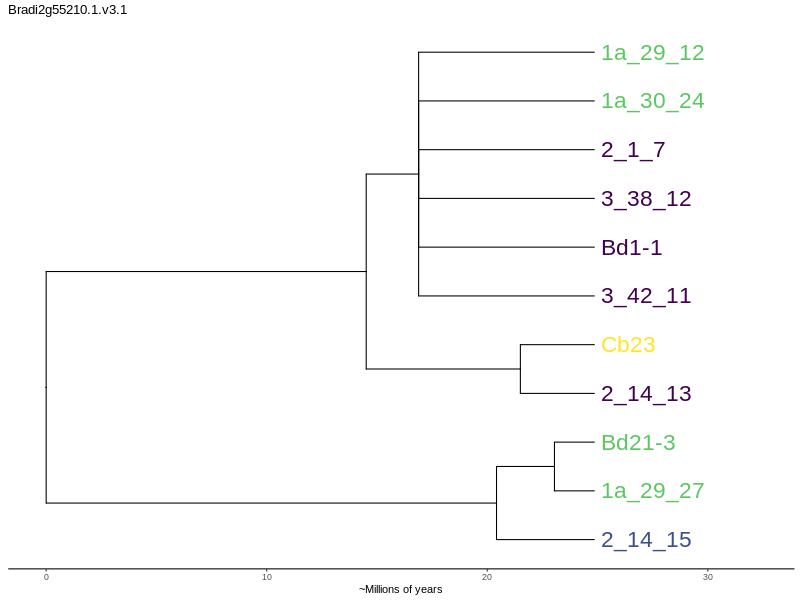 Bradi2g55210.1.v3.1
1a_29_12
1a_30_24
2_1_7
3_38_12
Bd1-1
3_42_11
Cb23
2_14_13
Bd21-3
1a_29_27
2_14_15
0 10 20 30
~Millions of years